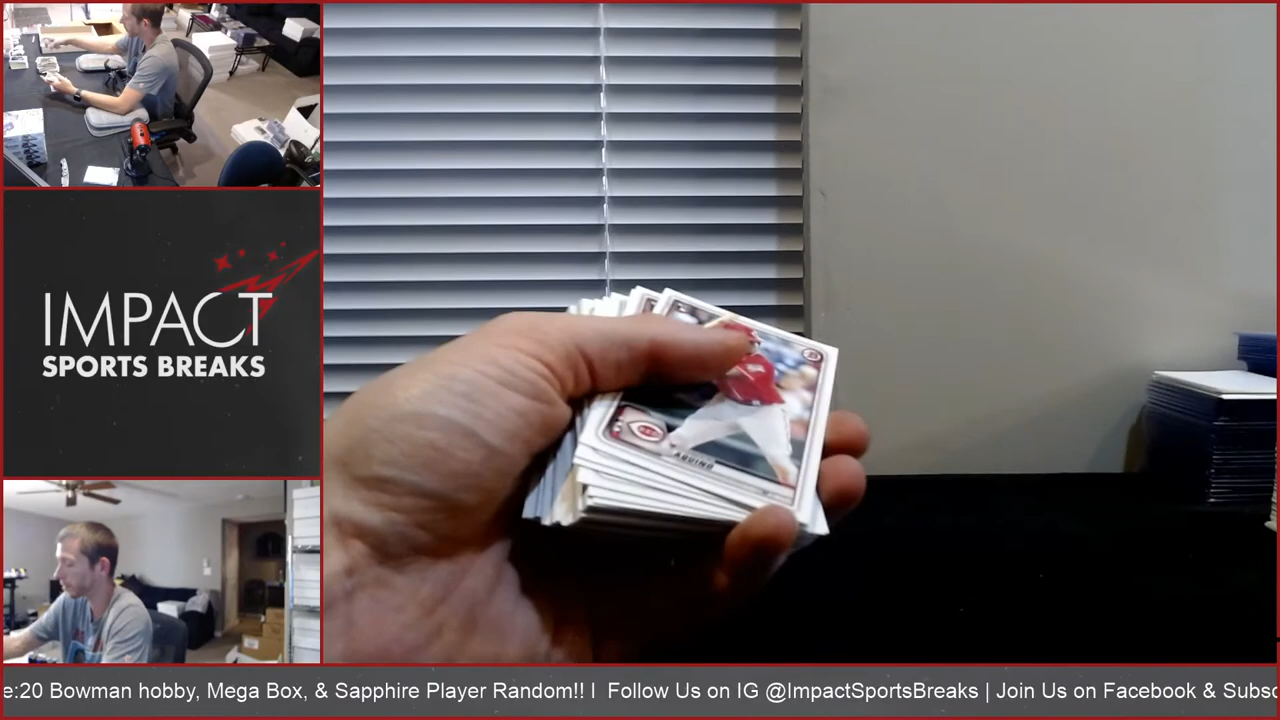 IMPACT
SPORTS BREAKS
AQUINO
e:20 Bowman hobby, Mega Box, & Sapphire Player Random!! I Follow Us on IG @ImpactSportsBreaks | Join Us on Facebook & Subsc